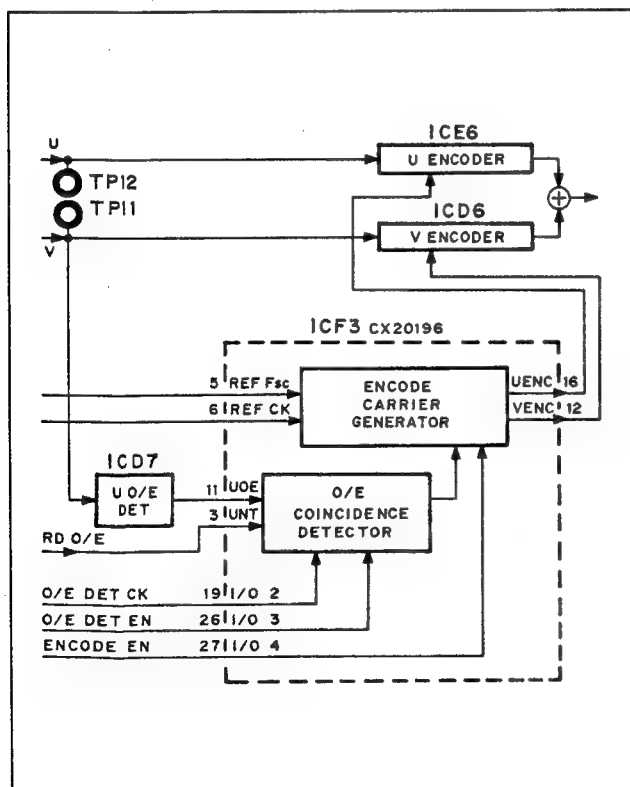 ICE6
U
U ENCODER
TP12
TP11
ICD6
V ENCODER
V
ICF3 CX20196
5 REF Fsc
6 REF CK
ENCODE CARRIER GENERATOR
UENC 16
VENC 12
ICD7
U O/E DET
11 UOE
3 UNT
O/E COINCIDENCE DETECTOR
RD O/E
O/E DET CK 19 I/O 2
O/E DET EN 26 I/O 3
ENCODE EN 27 I/O 4